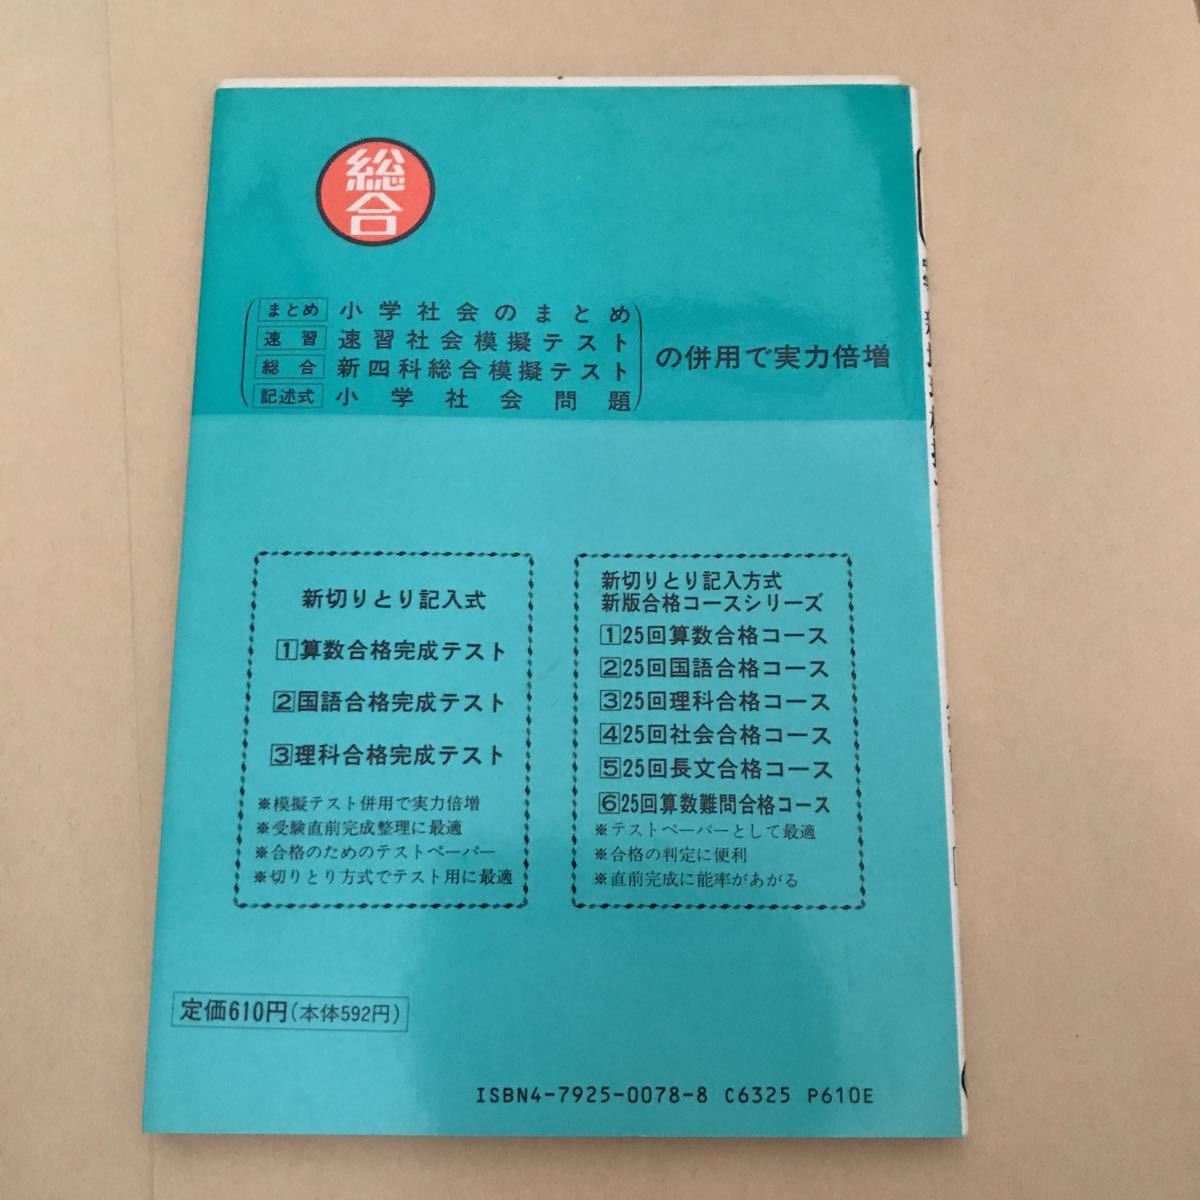 総合
まとめ 小学社会のまとめ
速習 速習社会模擬テスト
総合 新四科総合模擬テスト
記述式 小学社会問題
の併用で実力倍増
新切りとり記入式
1算数合格完成テスト
2国語合格完成テスト
3理科合格完成テスト
※模擬テスト併用で実力倍増
※受験直前完成整理に最適
※合格のためのテストペーパー
※切りとり方式でテスト用に最適
新切りとり記入方式
新版合格コースシリーズ
1 25回算数合格コース
2 25回国語合格コース
3 25回理科合格コース
4 25回社会合格コース
5 25回長文合格コース
6 25回算数難問合格コース
※テストペーパーとして最適
※合格の判定に便利
※直前完成に能率があがる
定価610円(本体592円)
ISBN4-7925-0078-8 C6325 P610E